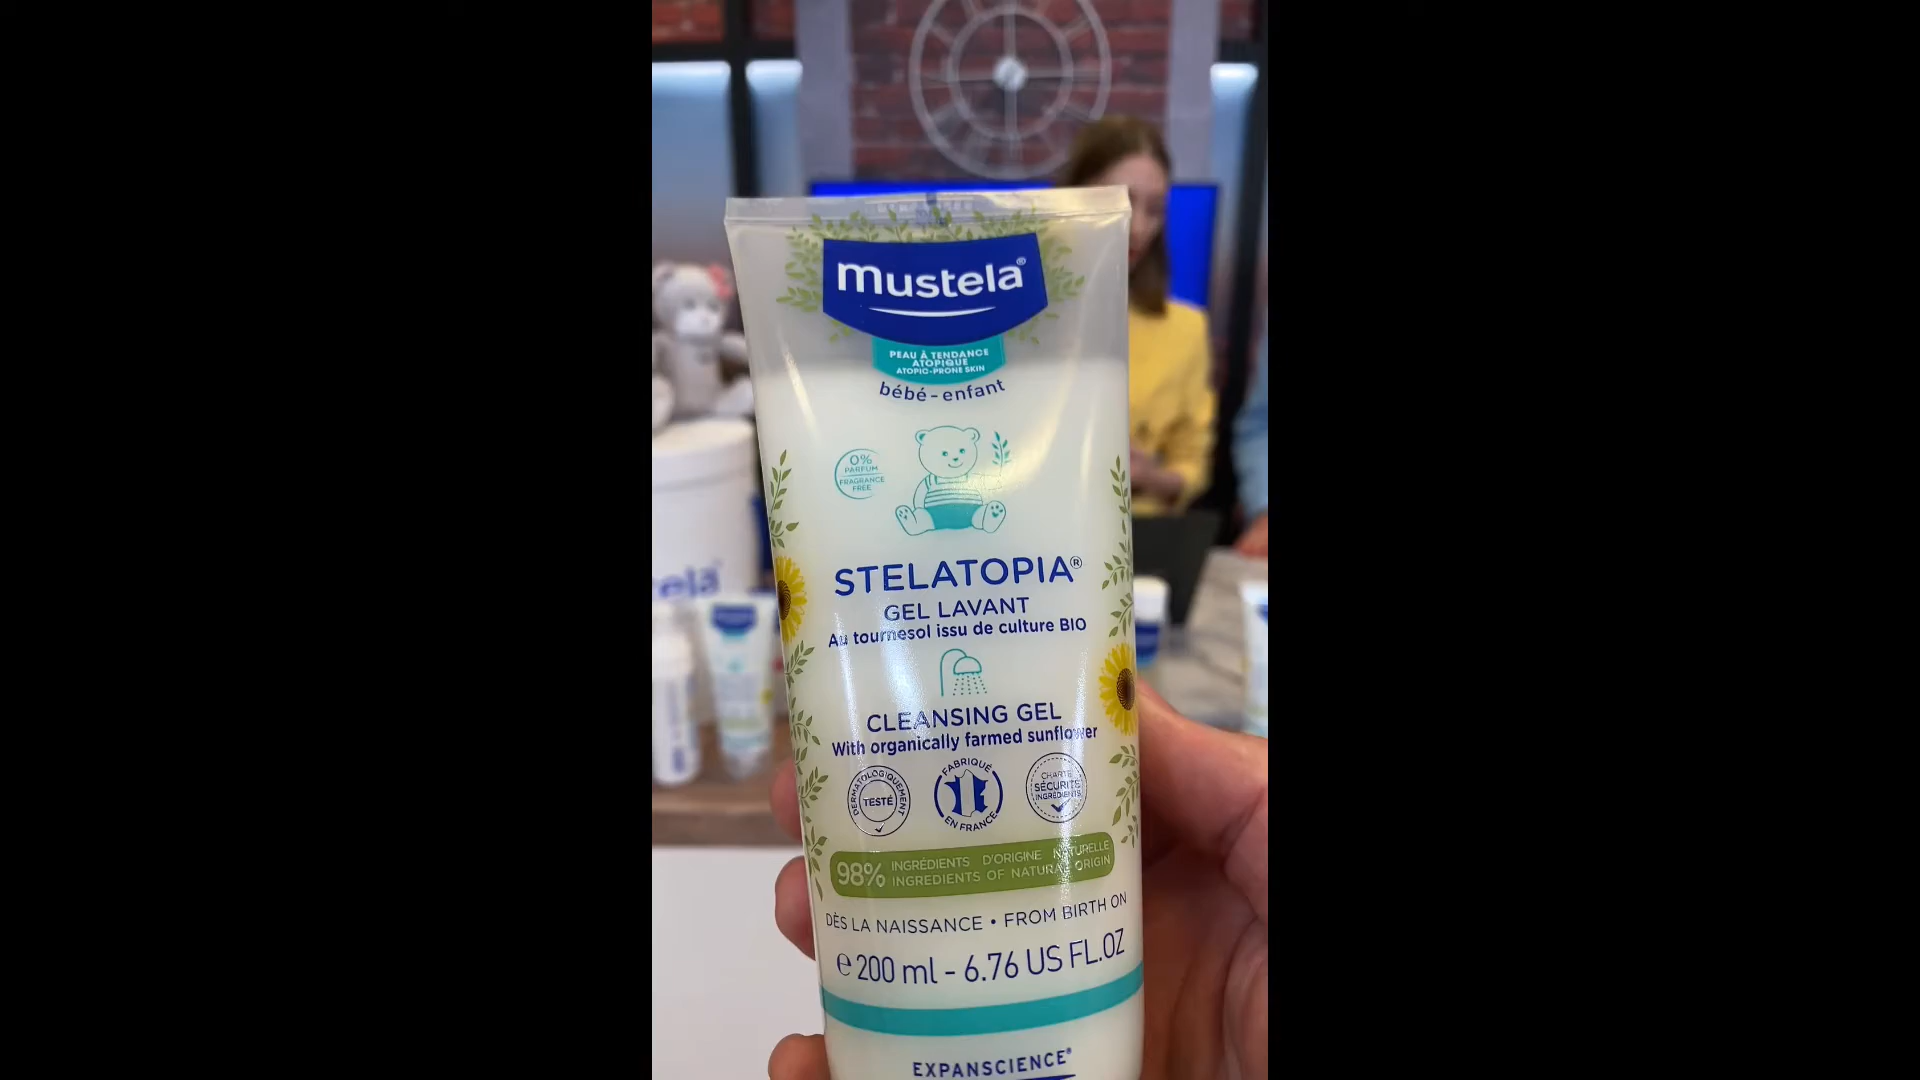 mustela®
PEAU À TENDANCE
ATOPIQUE
ATOPIC-PRONE SKIN
bébé-enfant
0%
PARFUM
FRAGRANCE
FREE
STELATOPIA®
GEL LAVANT
Au tournesol issu de culture BIO
CLEANSING GEL
With organically farmed sunflower
DERMATOLOGIQUEMENT
TESTÉ
FABRIQUÉ
EN FRANCE
CHARTE
SÉCURITÉ
INGRÉDIENTS
98% INGRÉDIENTS D'ORIGINE NATURELLE
INGREDIENTS OF NATURAL ORIGIN
DÈS LA NAISSANCE • FROM BIRTH ON
℮ 200 ml - 6.76 US FL.OZ
EXPANSCIENCE®